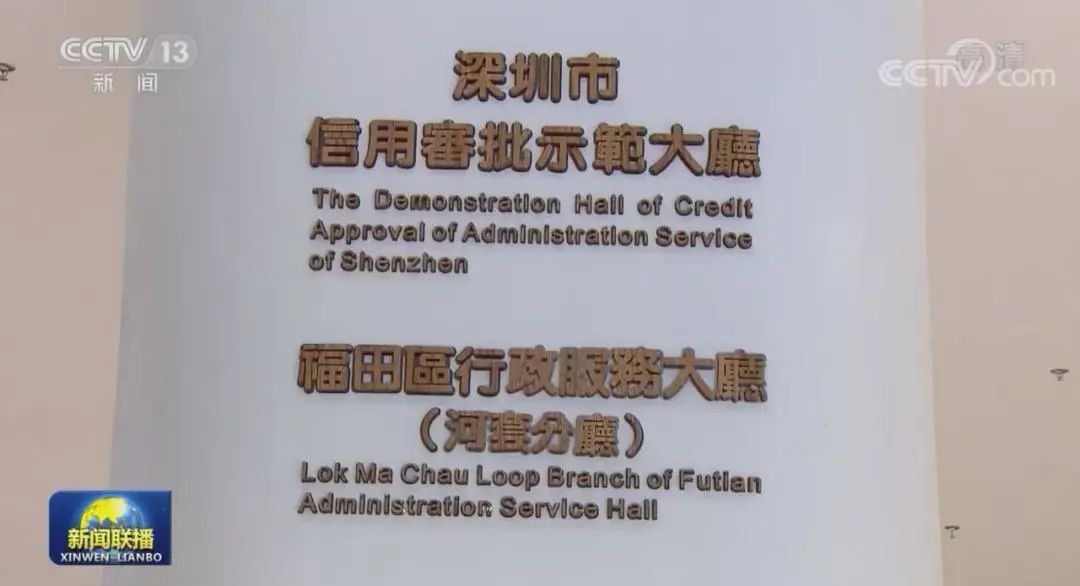 CCTV 13
新闻
高清
CCTV.com
深圳市
信用審批示範大廳
The Demonstration Hall of Credit
Approval of Administration Service
of Shenzhen
福田區行政服務大廳
（河套分廳）
Lok Ma Chau Loop Branch of Futian
Administration Service Hall
新闻联播
XINWEN LIANBO